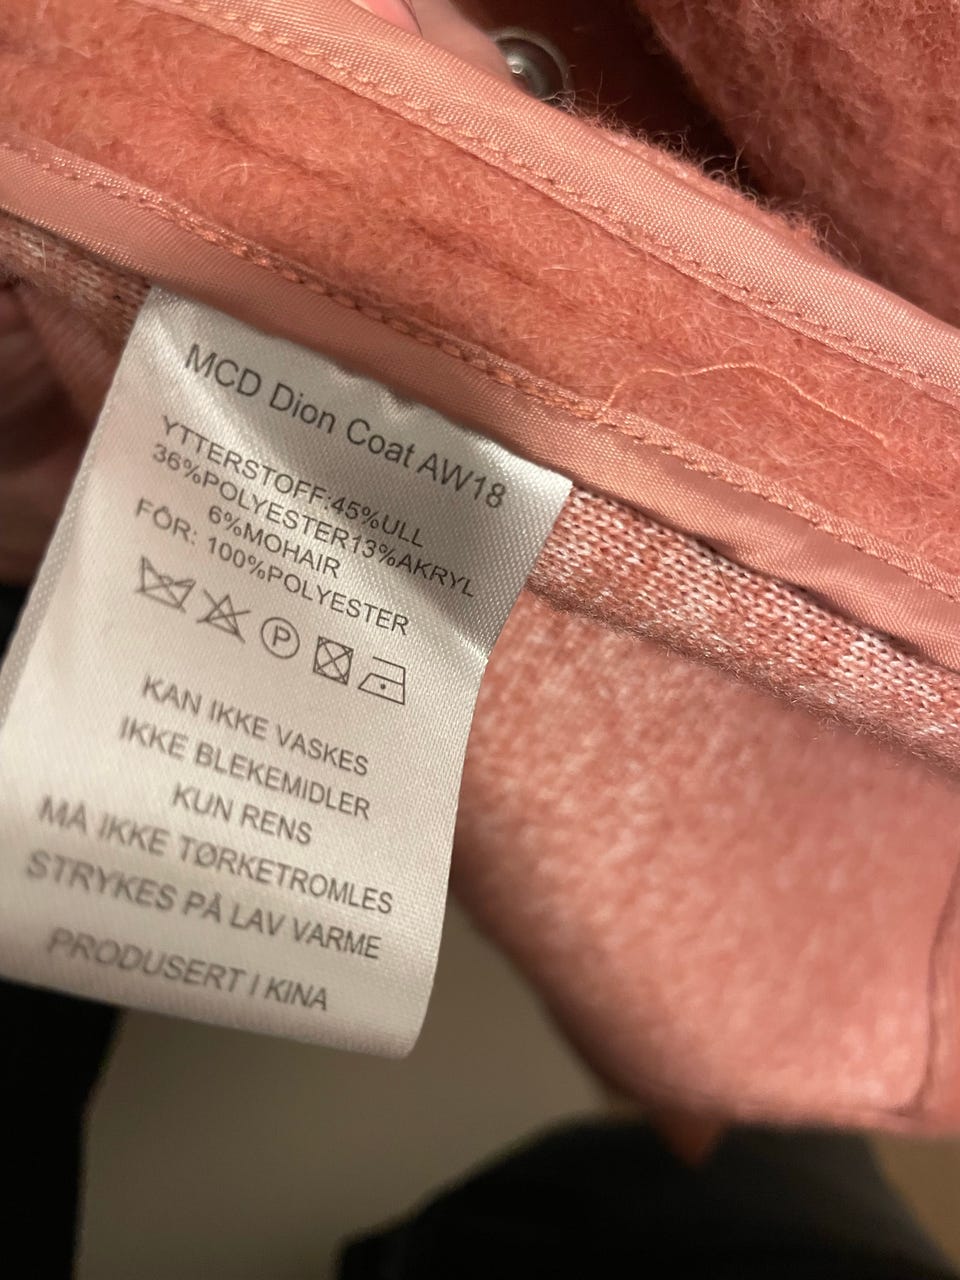 MCD Dion Coat AW18
YTTERSTOFF:45%ULL
36%POLYESTER13%AKRYL
6%MOHAIR
FÔR: 100%POLYESTER
P
KAN IKKE VASKES
IKKE BLEKEMIDLER
KUN RENS
MÅ IKKE TØRKETROMLES
STRYKES PÅ LAV VARME
PRODUSERT I KINA